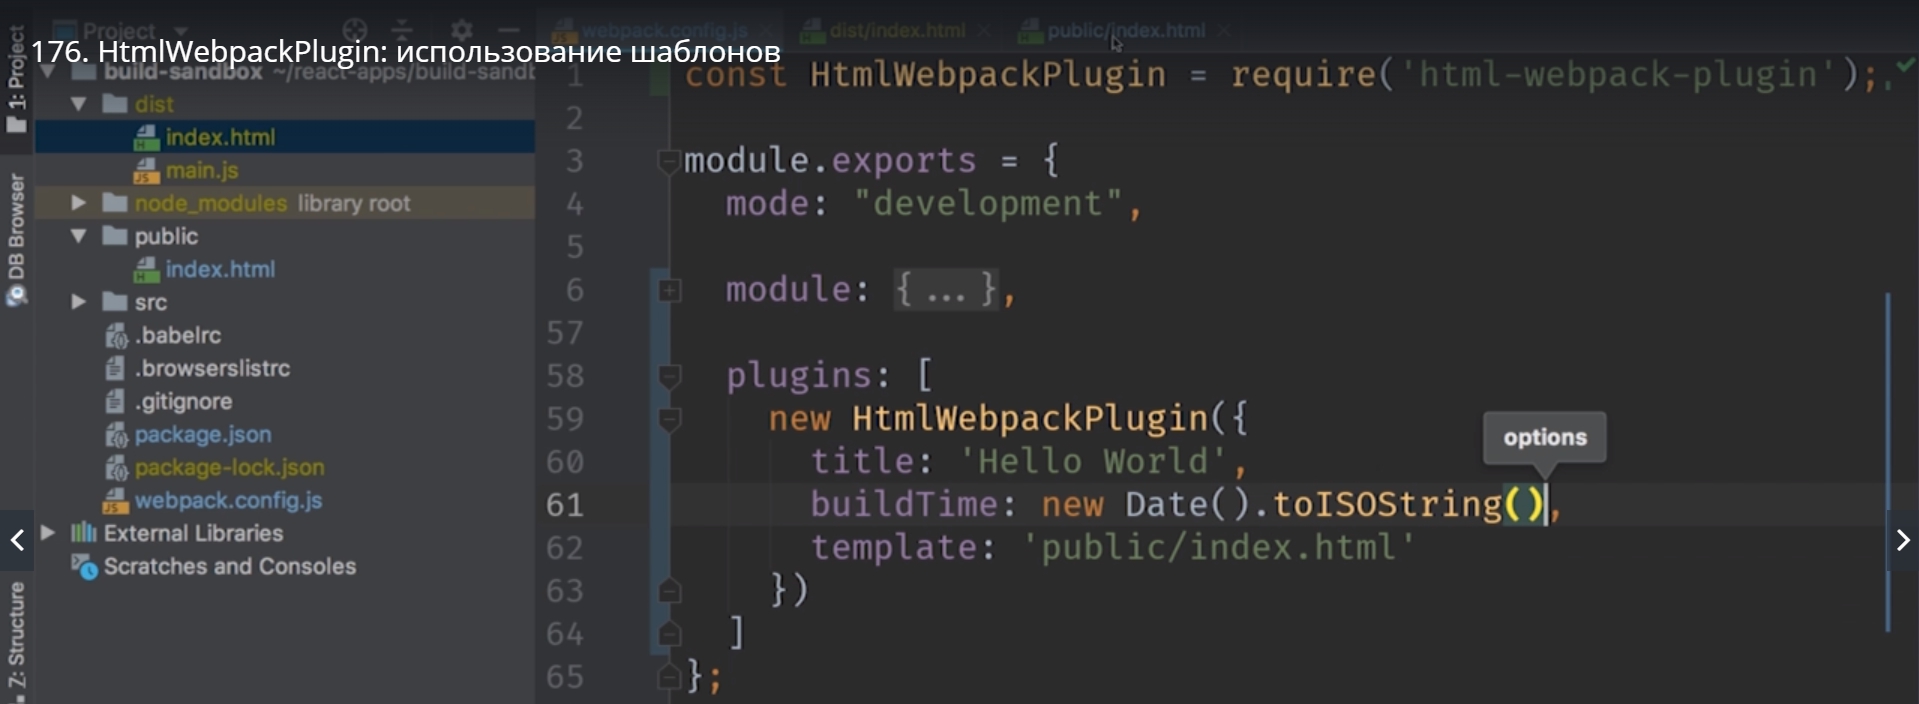 Project
webpack.config.js
dist/index.html
public/index.html
176. HtmlWebpackPlugin: использование шаблонов
1: Project
DB Browser
Z: Structure
build-sandbox ~/react-apps/build-sandb
dist
index.html
main.js
node_modules library root
public
index.html
src
.babelrc
.browserslistrc
.gitignore
package.json
package-lock.json
webpack.config.js
External Libraries
Scratches and Consoles
1 const HtmlWebpackPlugin = require('html-webpack-plugin');
2
3 module.exports = {
4 mode: "development",
5
6 module: {...},
57
58 plugins: [
59 new HtmlWebpackPlugin({
options
60 title: 'Hello World',
61 buildTime: new Date().toISOString(),
62 template: 'public/index.html'
63 })
64 ]
65 };